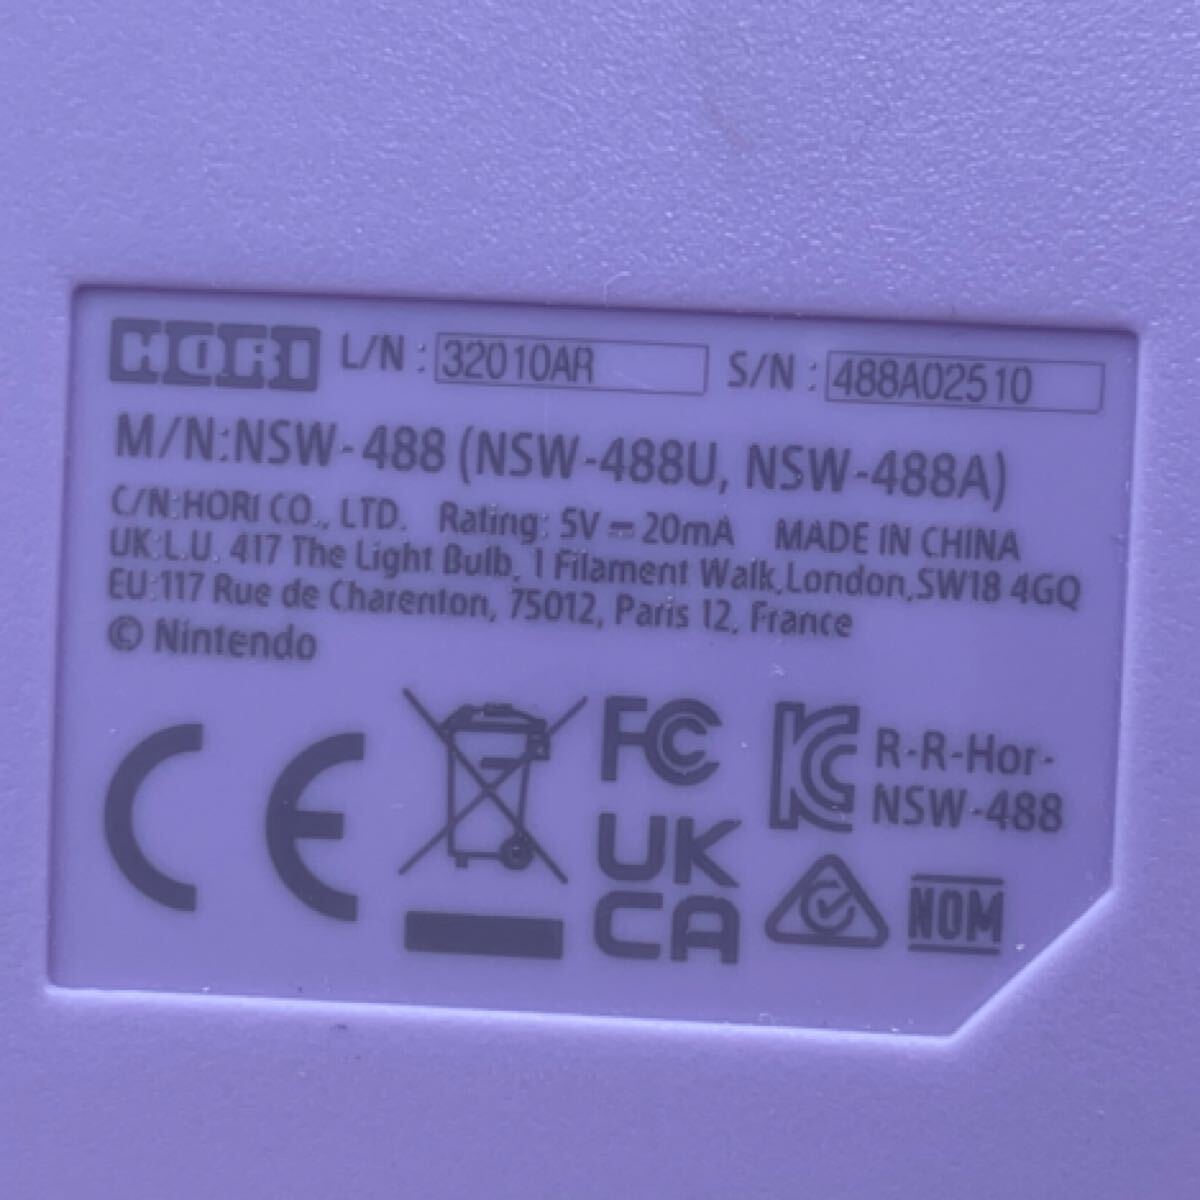 HORI L/N : 32010AR S/N : 488A02510
M/N:NSW-488 (NSW-488U, NSW-488A)
C/N:HORI CO., LTD. Rating: 5V ⎓ 20mA MADE IN CHINA
UK:L.U. 417 The Light Bulb, 1 Filament Walk,London,SW18 4GQ
EU:117 Rue de Charenton, 75012, Paris 12, France
© Nintendo
CE
FC
UK
CA
KC
R-R-Hor-
NSW-488
NOM